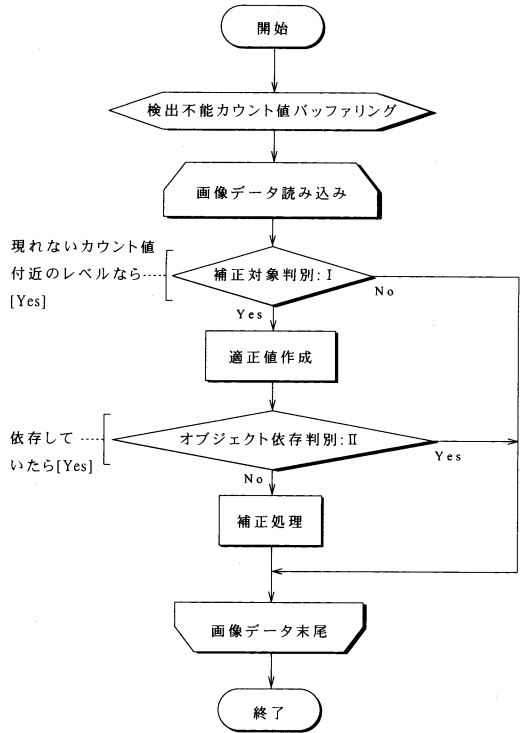 開始
検出不能カウント値バッファリング
画像データ読み込み
現れないカウント値
付近のレベルなら
[Yes]
補正対象判別:I
No
Yes
適正値作成
依存して
いたら[Yes]
オブジェクト依存判別:II
Yes
No
補正処理
画像データ末尾
終了